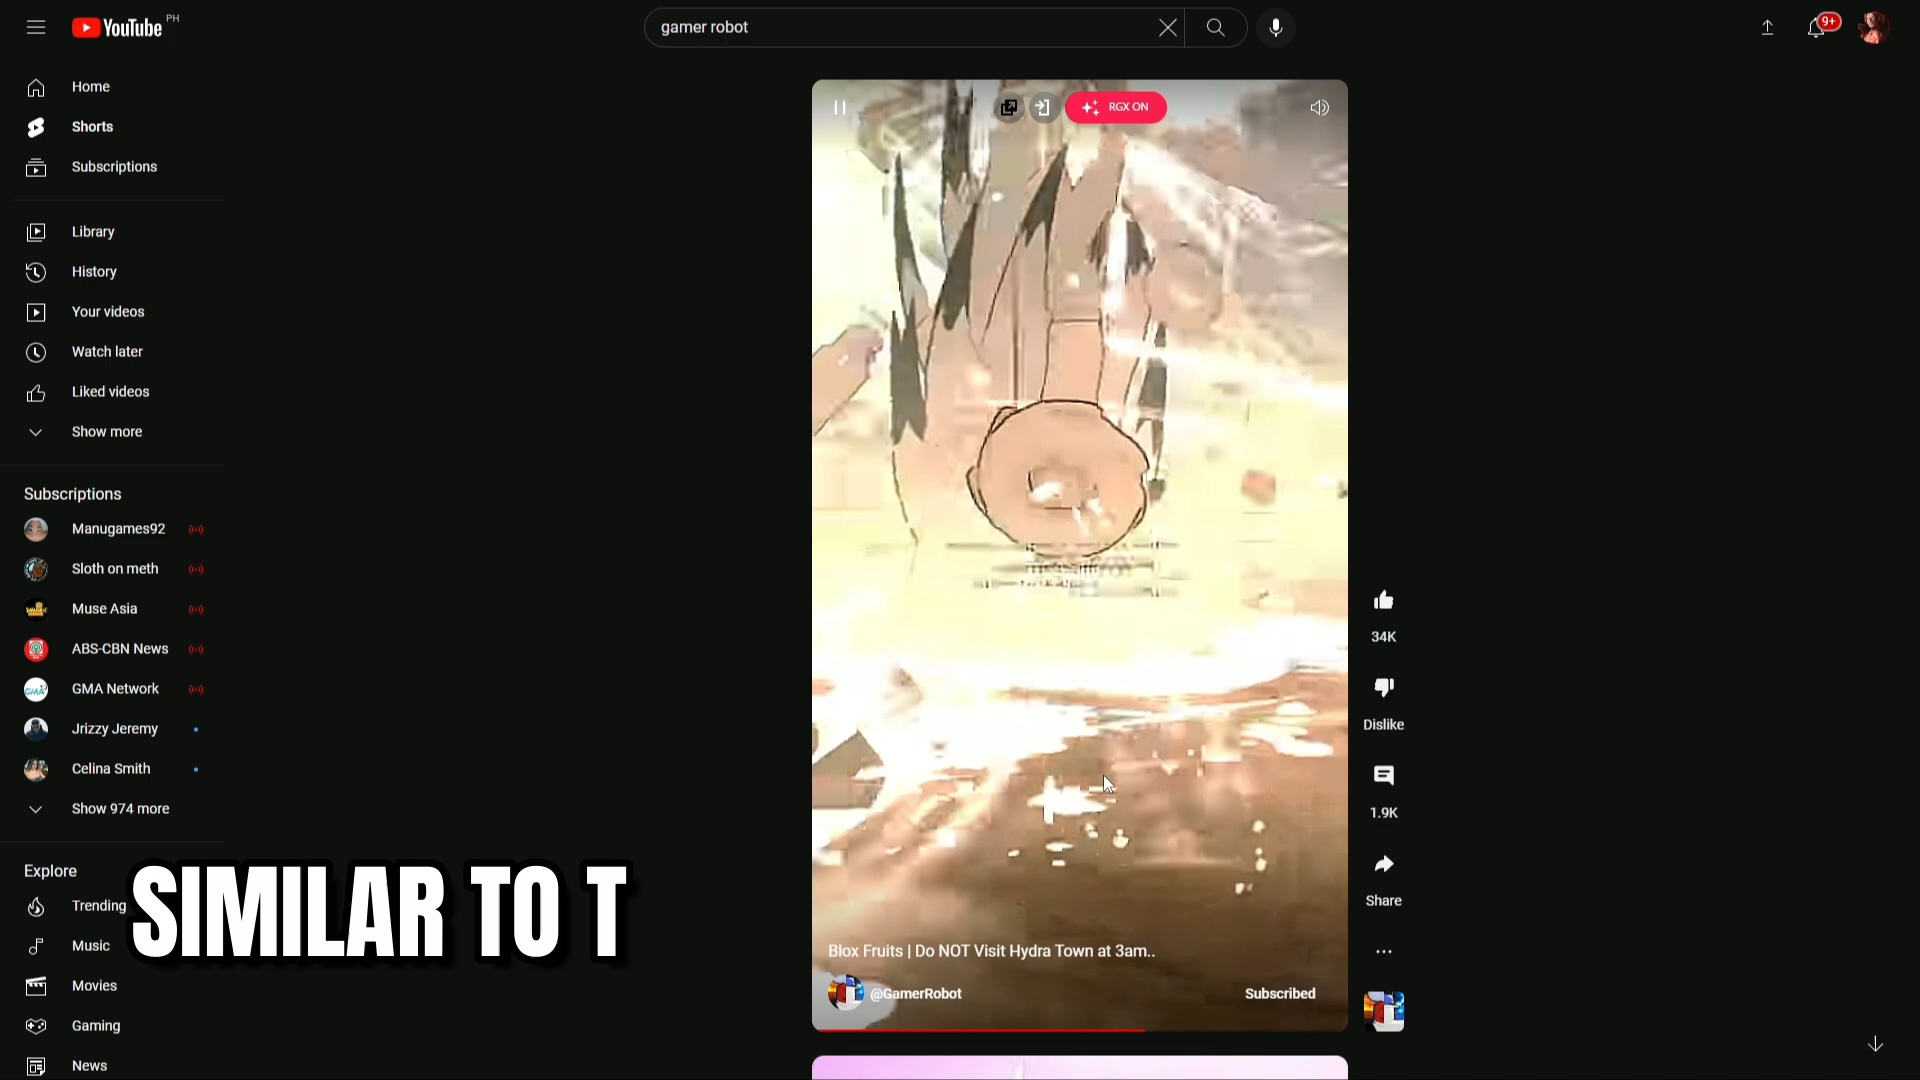 YouTube PH
gamer robot
9+
Home
Shorts
Subscriptions
Library
History
Your videos
Watch later
Liked videos
Show more
Subscriptions
Manugames92
Sloth on meth
Muse Asia
ABS-CBN News
GMA Network
Jrizzy Jeremy
Celina Smith
Show 974 more
Explore
Trending
Music
Movies
Gaming
News
SIMILAR TO T
RGX ON
Blox Fruits | Do NOT Visit Hydra Town at 3am..
@GamerRobot
Subscribed
34K
Dislike
1.9K
Share